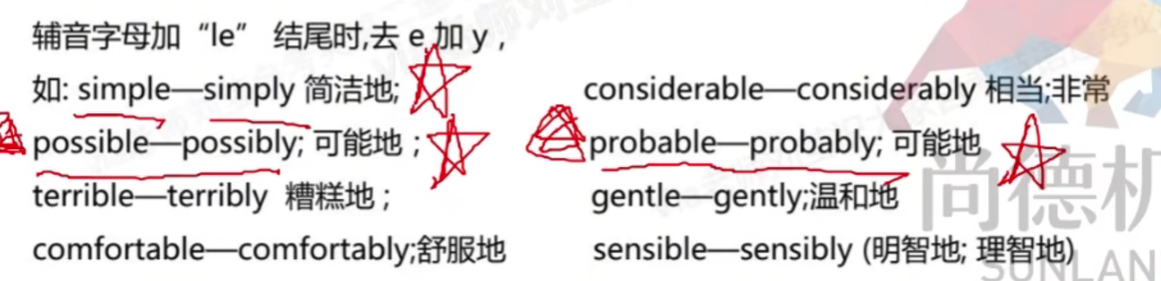 辅音字母加“le” 结尾时,去 e 加 y ,
如: simple—simply 简洁地; considerable—considerably 相当;非常
possible—possibly; 可能地 ; probable—probably; 可能地
terrible—terribly 糟糕地 ; gentle—gently;温和地
comfortable—comfortably;舒服地 sensible—sensibly (明智地; 理智地)
尚德机
SUNLAN